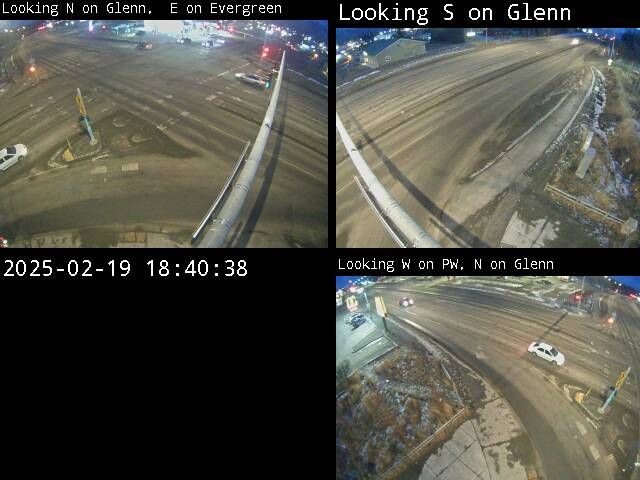 Looking N on Glenn,  E on Evergreen
Looking S on Glenn
2025-02-19 18:40:38
Looking W on PW, N on Glenn